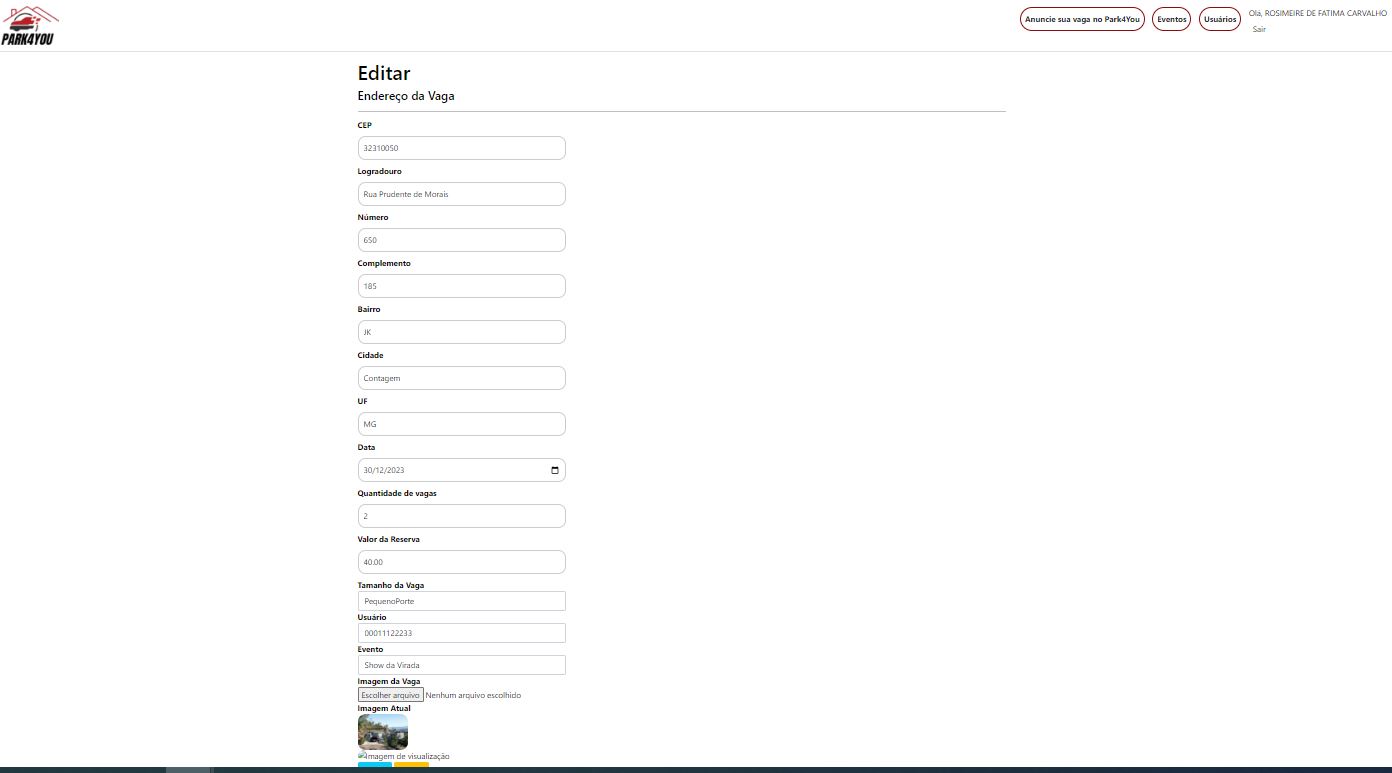 PARK4YOU
Anuncie sua vaga no Park4You
Eventos
Usuários
Olá, ROSIMEIRE DE FATIMA CARVALHO
Sair
Editar
Endereço da Vaga
CEP
32310050
Logradouro
Rua Prudente de Morais
Número
650
Complemento
185
Bairro
JK
Cidade
Contagem
UF
MG
Data
30/12/2023
Quantidade de vagas
2
Valor da Reserva
40.00
Tamanho da Vaga
PequenoPorte
Usuário
00011122233
Evento
Show da Virada
Imagem da Vaga
Escolher arquivo Nenhum arquivo escolhido
Imagem Atual
Imagem de visualização